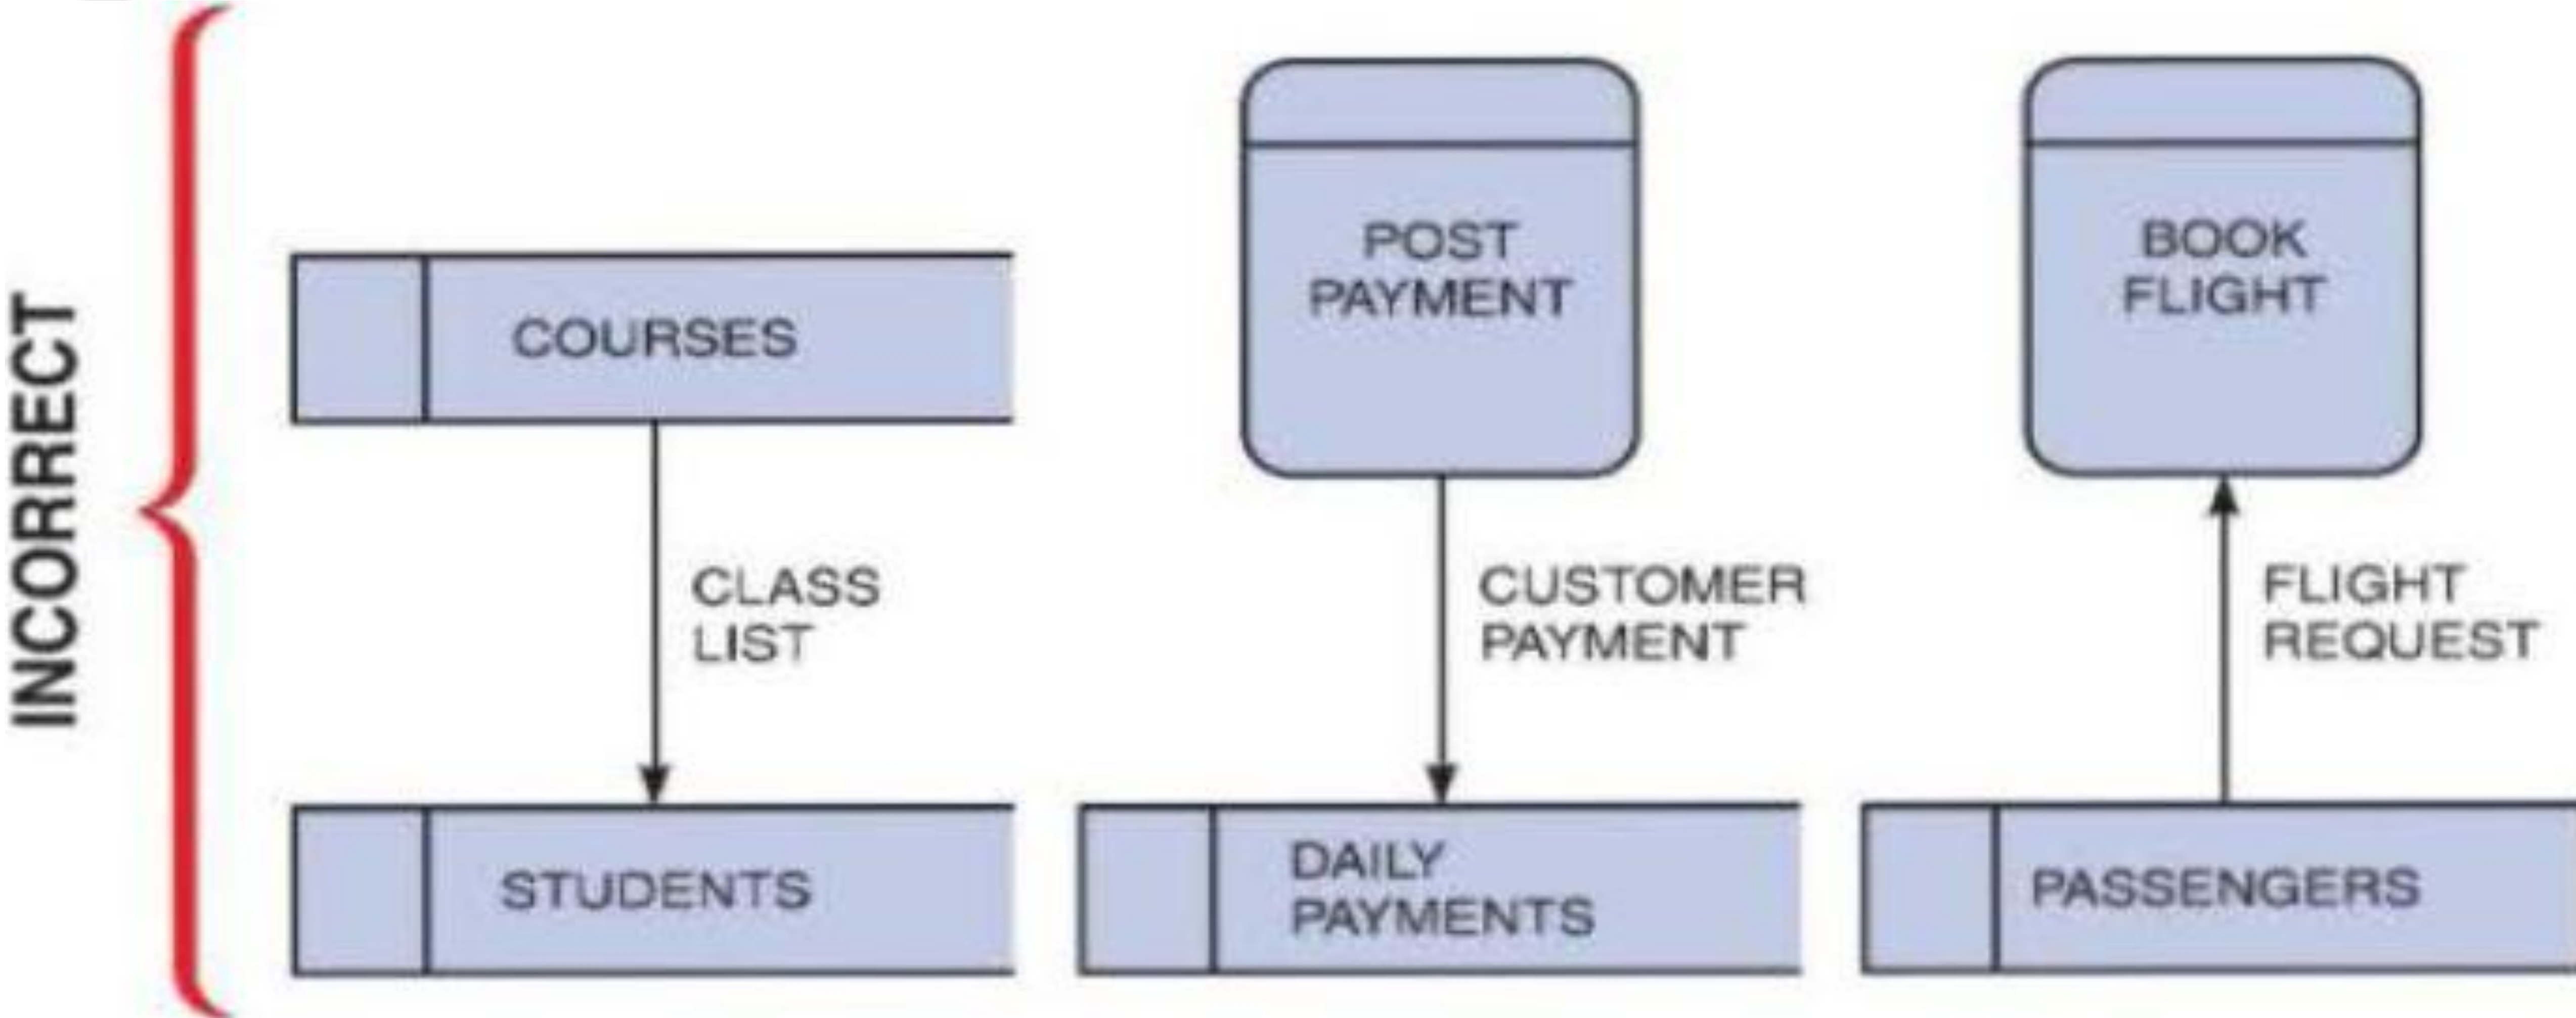 INCORRECT
COURSES
CLASS
LIST
STUDENTS
POST
PAYMENT
CUSTOMER
PAYMENT
DAILY
PAYMENTS
BOOK
FLIGHT
FLIGHT
REQUEST
PASSENGERS